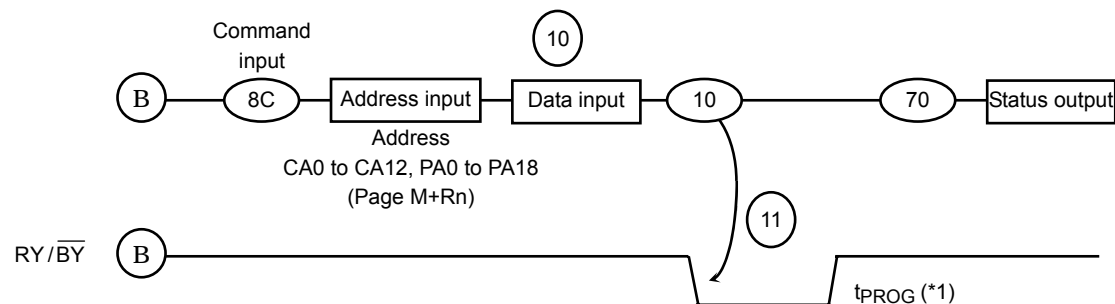 Command
input
10
B
8C
Address input
Data input
10
70
Status output
Address
CA0 to CA12, PA0 to PA18
(Page M+Rn)
11
RY/BY
B
tPROG (*1)